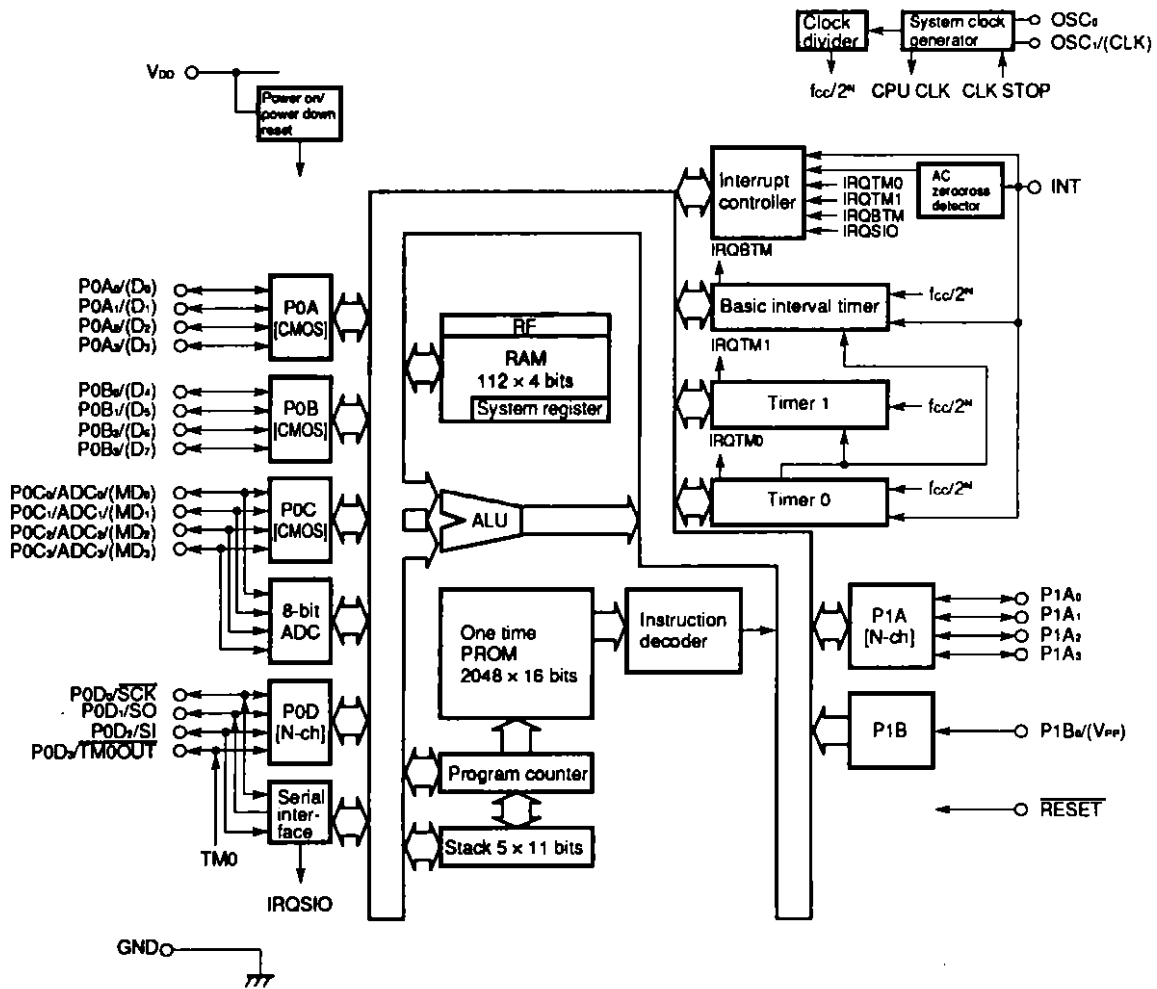 Clock divider
System clock generator
OSC₀
OSC₁/(CLK)
fCC/2ᴺ
CPU CLK
CLK STOP
VDD
Power on/
power down
reset
Interrupt
controller
IRQTM0
IRQTM1
IRQBTM
IRQSIO
AC
zerocross
detector
INT
IRQBTM
Basic interval timer
fCC/2ᴺ
IRQTM1
Timer 1
fCC/2ᴺ
IRQTM0
Timer 0
fCC/2ᴺ
P0A₀/(D₀)
P0A₁/(D₁)
P0A₂/(D₂)
P0A₃/(D₃)
P0A
[CMOS]
P0B₀/(D₄)
P0B₁/(D₅)
P0B₂/(D₆)
P0B₃/(D₇)
P0B
[CMOS]
P0C₀/ADC₀/(MD₀)
P0C₁/ADC₁/(MD₁)
P0C₂/ADC₂/(MD₂)
P0C₃/ADC₃/(MD₃)
P0C
[CMOS]
8-bit
ADC
P0D₀/SCK
P0D₁/SO
P0D₂/SI
P0D₃/TM0OUT
P0D
[N-ch]
Serial
inter-
face
TM0
IRQSIO
GND
RF
RAM
112 × 4 bits
System register
ALU
One time
PROM
2048 × 16 bits
Instruction
decoder
Program counter
Stack 5 × 11 bits
P1A
[N-ch]
P1A₀
P1A₁
P1A₂
P1A₃
P1B
P1B₀/(VPP)
RESET